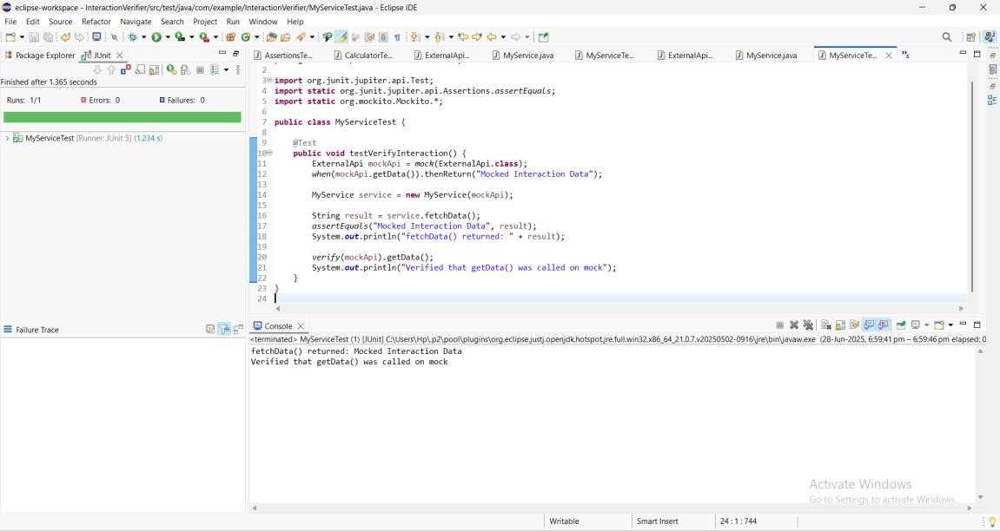 eclipse-workspace - InteractionVerifier/src/test/java/com/example/InteractionVerifier/MyServiceTest.java - Eclipse IDE
File Edit Source Refactor Navigate Search Project Run Window Help
Package Explorer JUnit
AssertionsTe... CalculatorTe... ExternalApi... MyService.java MyServiceTe... ExternalApi... MyService.java MyServiceTe...
Finished after 1.365 seconds
Runs: 1/1 Errors: 0 Failures: 0
MyServiceTest [Runner: JUnit 5] (1.234 s)
2
3 import org.junit.jupiter.api.Test;
4 import static org.junit.jupiter.api.Assertions.assertEquals;
5 import static org.mockito.Mockito.*;
6
7 public class MyServiceTest {
8
9 @Test
10 public void testVerifyInteraction() {
11 ExternalApi mockApi = mock(ExternalApi.class);
12 when(mockApi.getData()).thenReturn("Mocked Interaction Data");
13
14 MyService service = new MyService(mockApi);
15
16 String result = service.fetchData();
17 assertEquals("Mocked Interaction Data", result);
18 System.out.println("fetchData() returned: " + result);
19
20 verify(mockApi).getData();
21 System.out.println("Verified that getData() was called on mock");
22 }
23 }
24
Failure Trace
Console
<terminated> MyServiceTest (1) [JUnit] C:\Users\Hp\.p2\pool\plugins\org.eclipse.justj.openjdk.hotspot.jre.full.win32.x86_64_21.0.7.v20250502-0916\jre\bin\javaw.exe (28-Jun-2025, 6:59:41 pm – 6:59:46 pm elapsed: 0
fetchData() returned: Mocked Interaction Data
Verified that getData() was called on mock
Activate Windows
Go to Settings to activate Windows.
Writable Smart Insert 24 : 1 : 744